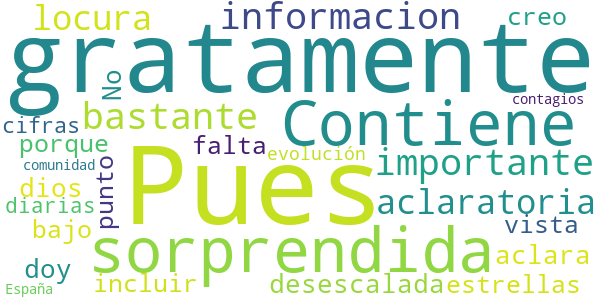 locura informacion creo
gratamente
No contagios
bastante Contiene
cifras falta
porque evolución importante
comunidad Pues
dios punto aclaratoria
diarias
bajo vista
sorprendida aclara
doy
incluir desescalada estrellas
España